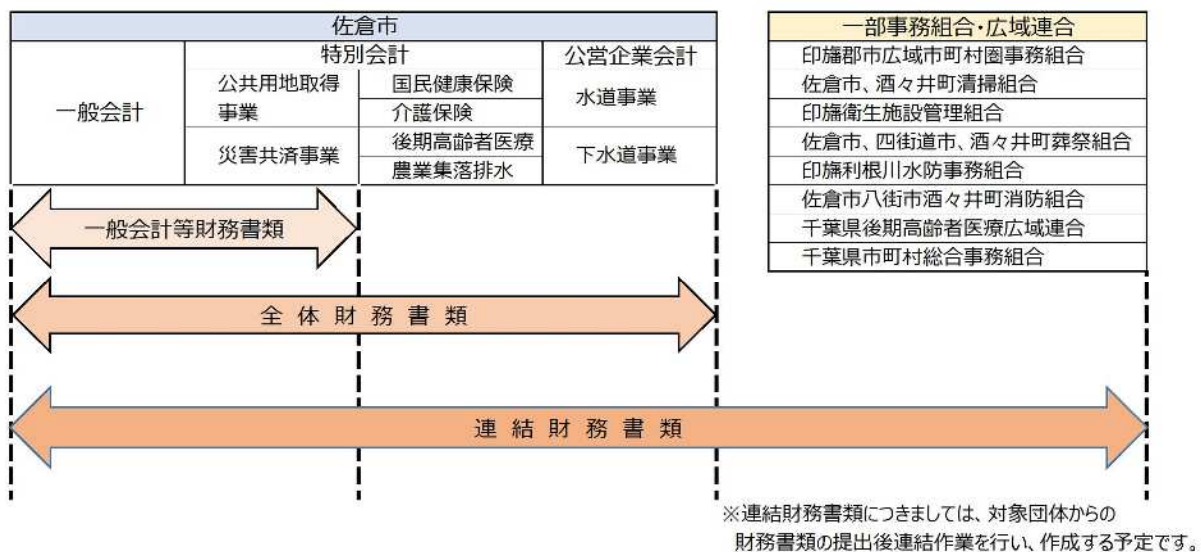 佐倉市
一般会計
特別会計
公営企業会計
公共用地取得
事業
災害共済事業
国民健康保険
介護保険
後期高齢者医療
農業集落排水
水道事業
下水道事業
一部事務組合・広域連合
印旛郡市広域市町村圏事務組合
佐倉市、酒々井町清掃組合
印旛衛生施設管理組合
佐倉市、四街道市、酒々井町葬祭組合
印旛利根川水防事務組合
佐倉市八街市酒々井町消防組合
千葉県後期高齢者医療広域連合
千葉県市町村総合事務組合
一般会計等財務書類
全体財務書類
連結財務書類
※連結財務書類につきましては、対象団体からの
財務書類の提出後連結作業を行い、作成する予定です。